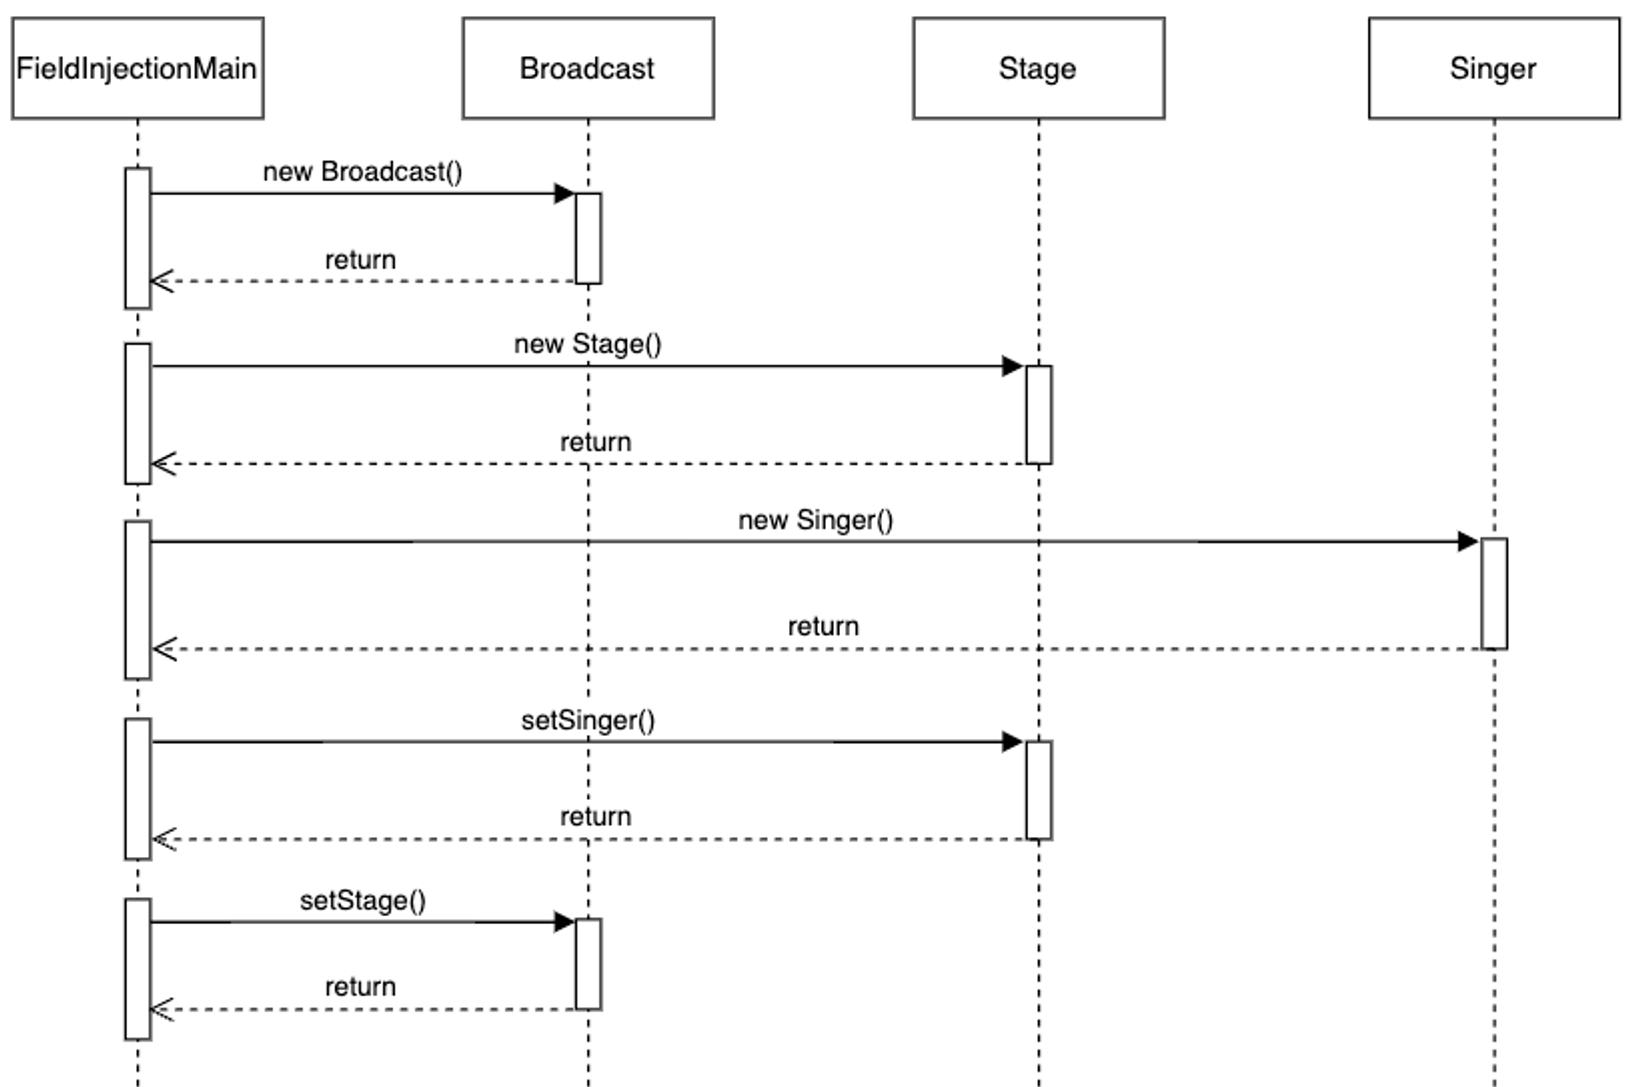 FieldInjectionMain
Broadcast
Stage
Singer
new Broadcast()
return
new Stage()
return
new Singer()
return
setSinger()
return
setStage()
return